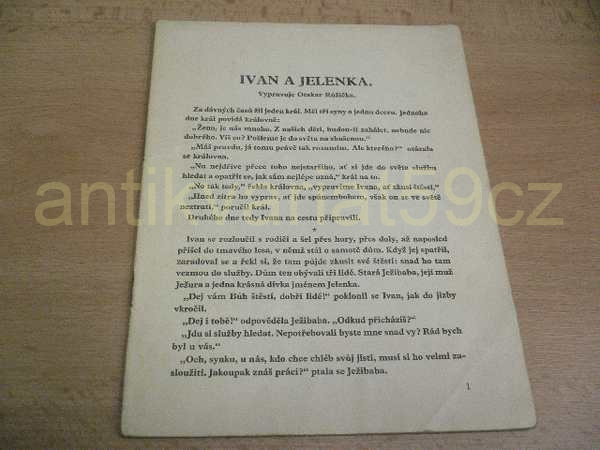 IVAN A JELENKA.
Vypravuje Otakar Růžička.
Za dávných časů žil jeden král. Měl tři syny a jednu dceru. Jednoho
dne král povídá královně:
„Ženo, je nás mnoho. Z našich dětí, budou-li zahálet, nebude nic
dobrého. Víš co? Pošleme je do světa na zkušenou."
„Máš pravdu, já tomu právě tak rozumím. Ale kterého?" otázala
se královna.
„No nejdříve přece toho nejstaršího, ať si jde do světa službu
hledat a opatřit se, jak sám nejlépe uzná," král na to.
„No tak tedy," řekla královna, „vypravíme Ivana, ať zkusí štěstí."
„Hned zítra ho vyprav, ať jde spánembohem, však on se ve světě
neztratí," poručil král.
Druhého dne tedy Ivana na cestu připravili.
*
Ivan se rozloučil s rodiči a šel přes hory, přes doly, až naposled
přišel do tmavého lesa, v němž stál o samotě dům. Když jej spatřil,
zaradoval se a řekl si, že tam půjde zkusit své štěstí: snad ho tam
vezmou do služby. Dům ten obývali tři lidé. Stará Ježibaba, její muž
Ježura a jedna krásná dívka jménem Jelenka.
„Dej vám Bůh štěstí, dobří lidé!" poklonil se Ivan, jak do jizby
vkročil.
„Dej i tobě!" odpověděla Ježibaba. „Odkud přicházíš?"
„Jdu si službu hledat. Nepotřebovali byste mne snad vy? Rád bych
byl u vás."
„Och, synku, u nás, kdo chce chléb svůj jísti, musí si ho velmi za-
sloužiti. Jakoupak znáš práci?" ptala se Ježibaba.
1